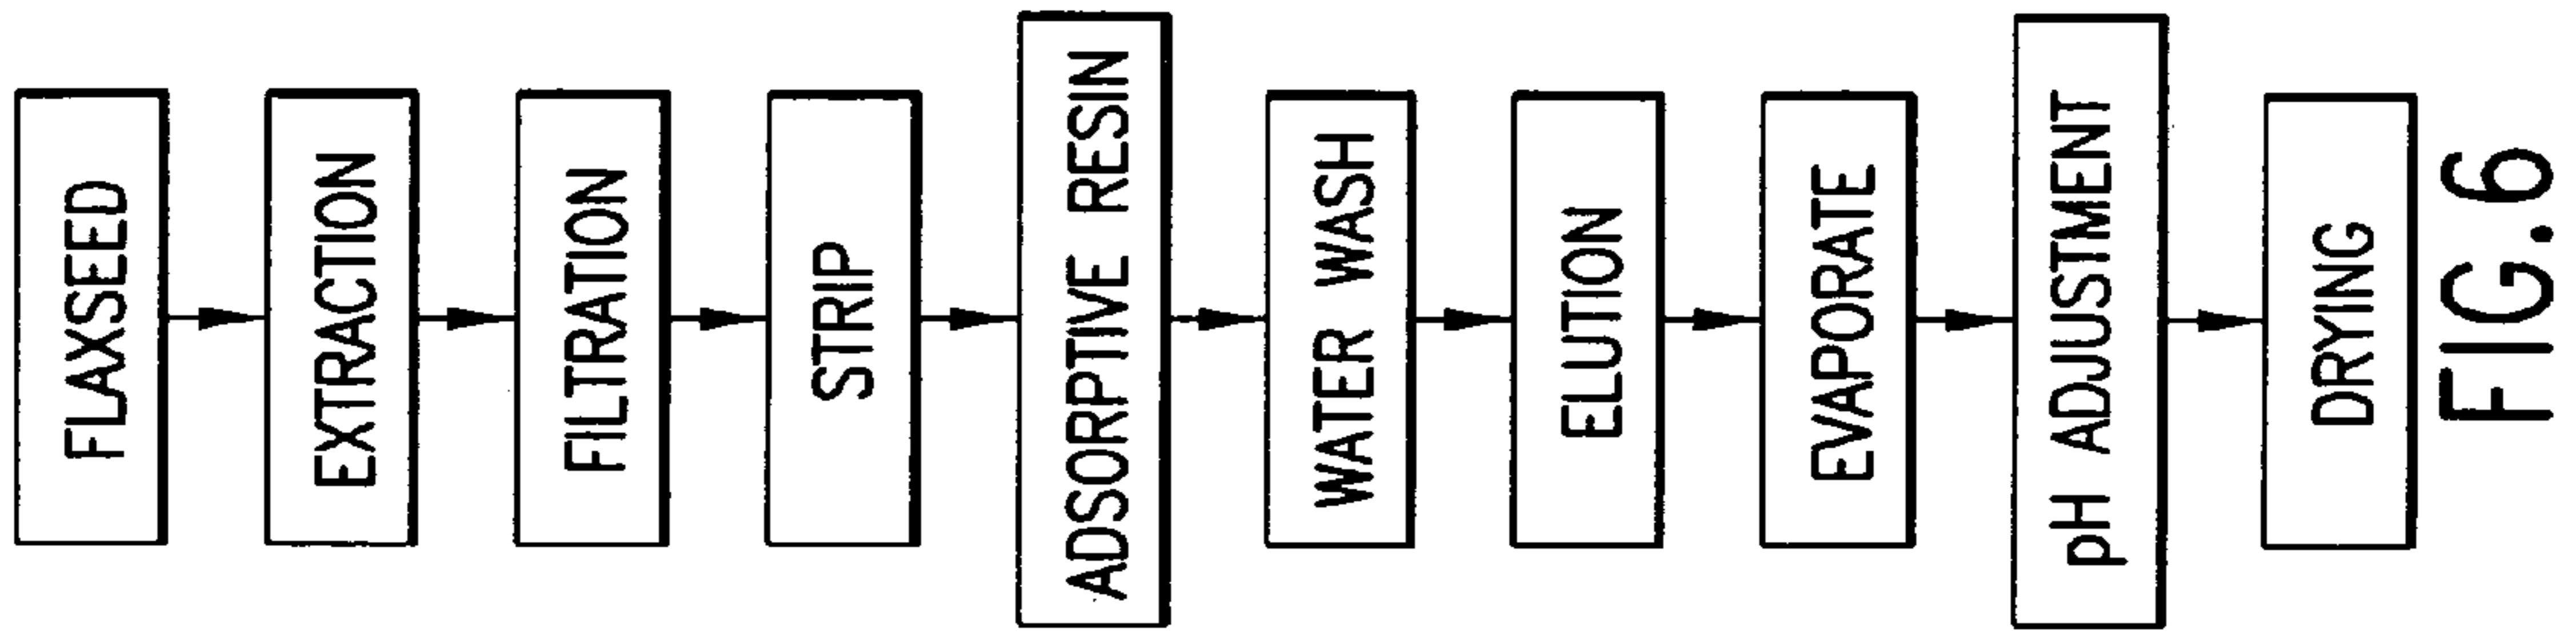 FLAXSEED
EXTRACTION
FILTRATION
STRIP
ADSORPTIVE RESIN
WATER WASH
ELUTION
EVAPORATE
pH ADJUSTMENT
DRYING
FIG.6